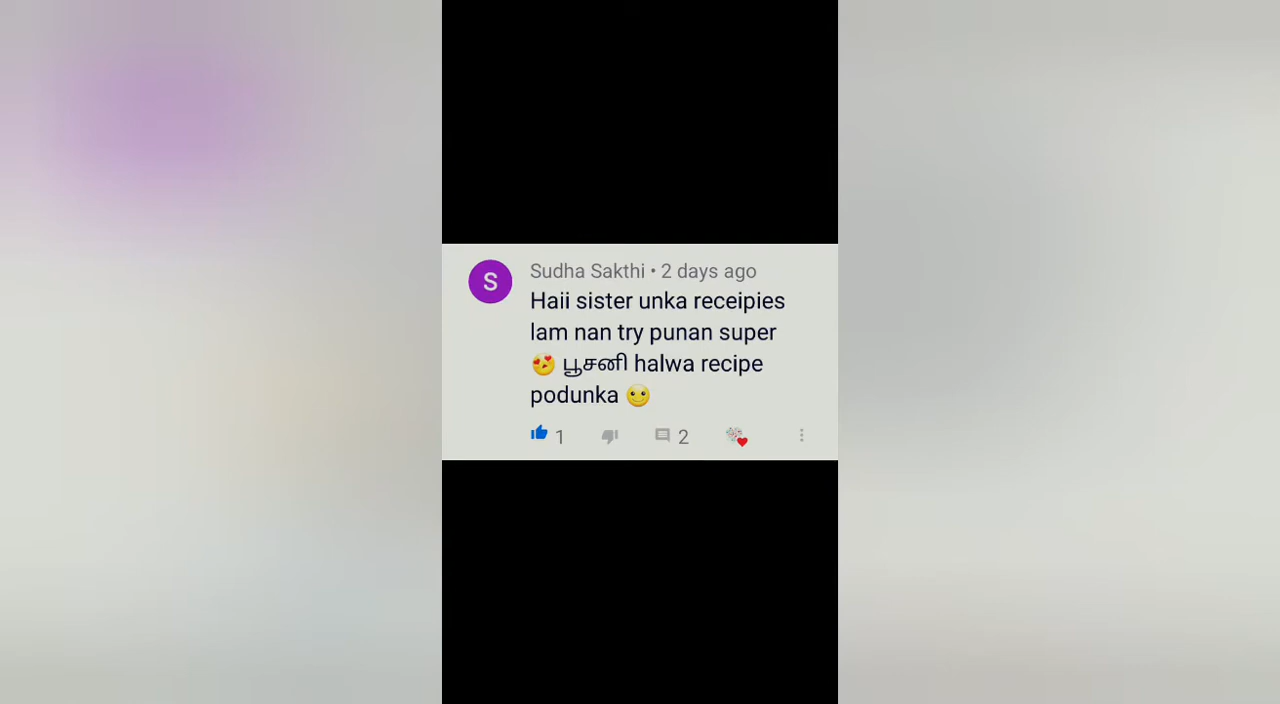 S
Sudha Sakthi • 2 days ago
Haii sister unka receipies
lam nan try punan super
😍 பூசனி halwa recipe
podunka 🙂
1 2